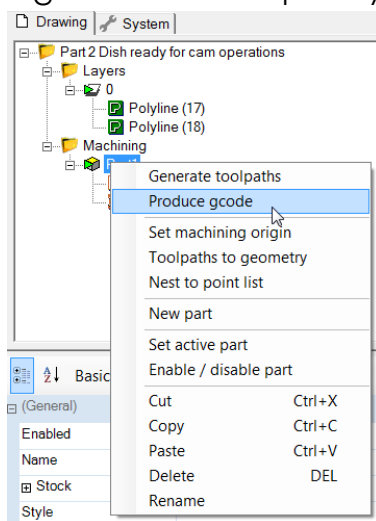 Drawing System
Part 2 Dish ready for cam operations
Layers
0
Polyline (17)
Polyline (18)
Machining
Part1
Generate toolpaths
Produce gcode
Set machining origin
Toolpaths to geometry
Nest to point list
New part
Set active part
Enable / disable part
Cut Ctrl+X
Copy Ctrl+C
Paste Ctrl+V
Delete DEL
Rename
A Z Basic
(General)
Enabled
Name
Stock
Style